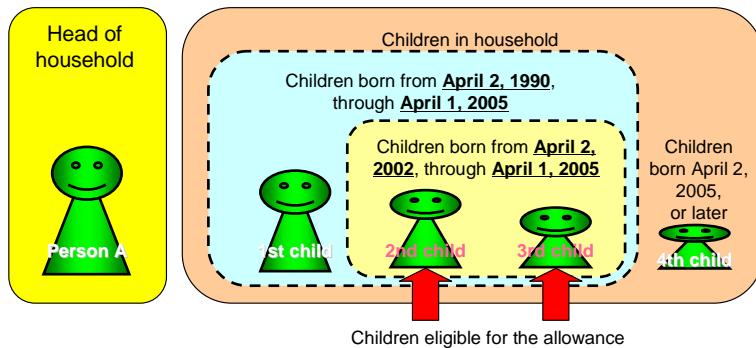 Head of
household
Children in household
Children born from April 2, 1990,
through April 1, 2005
Children born from April 2,
2002, through April 1, 2005
Children
born April 2,
2005,
or later
Person A
1st child
2nd child
3rd child
4th child
Children eligible for the allowance